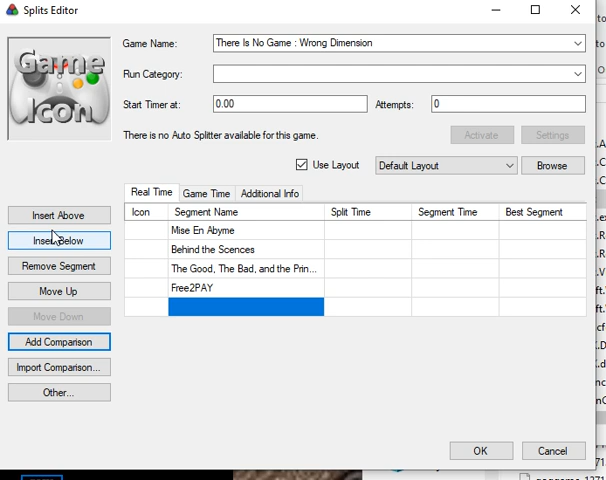 Splits Editor
Game Icon
Game Name: There Is No Game : Wrong Dimension
Run Category:
Start Timer at: 0.00 Attempts: 0
There is no Auto Splitter available for this game. Activate Settings
Use Layout Default Layout Browse
Real Time Game Time Additional Info
Icon Segment Name Split Time Segment Time Best Segment
Mise En Abyme
Behind the Scences
The Good, The Bad, and the Prin...
Free2PAY
Insert Above
Insert Below
Remove Segment
Move Up
Move Down
Add Comparison
Import Comparison...
Other...
OK Cancel